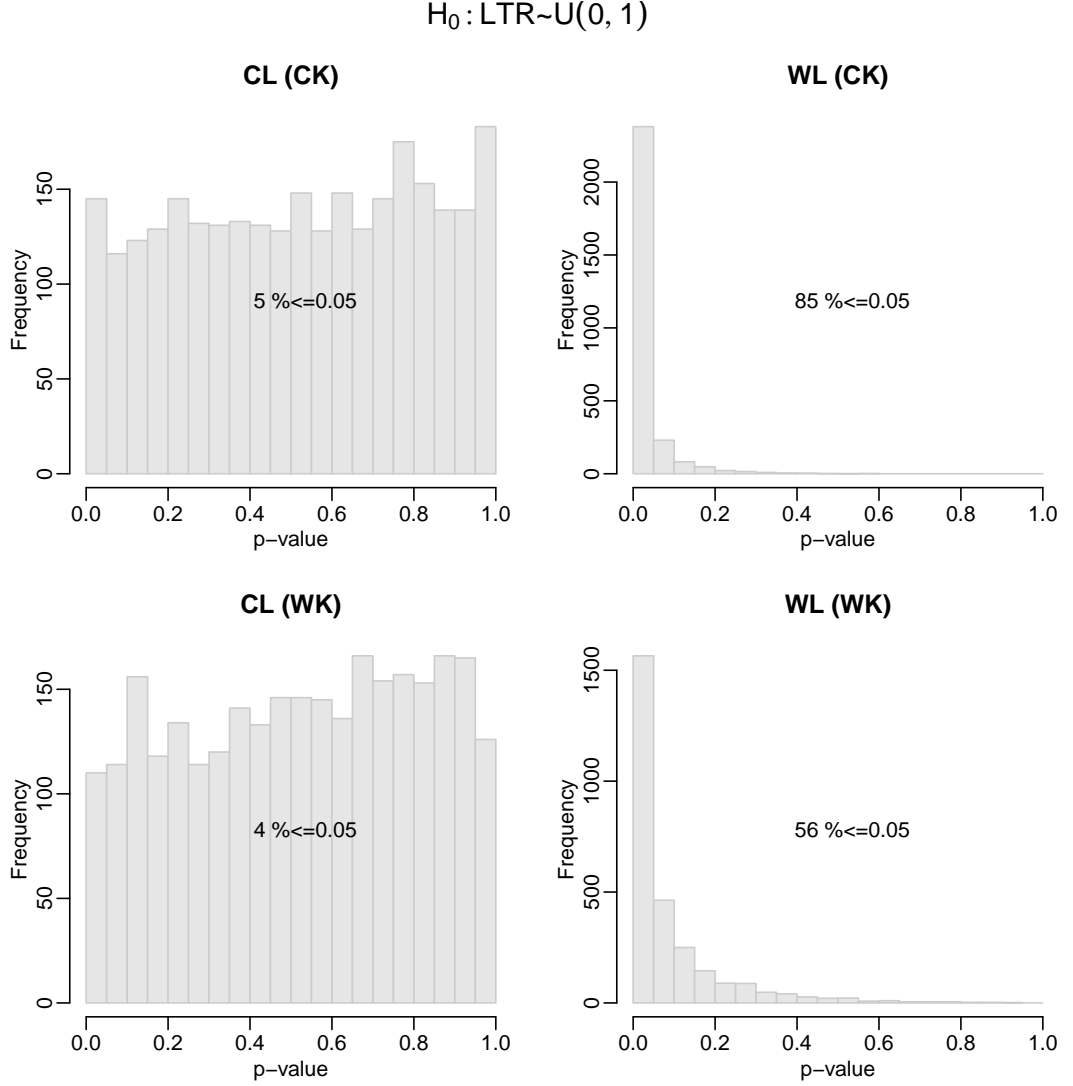 H0 : LTR~U(0, 1)
CL (CK)
Frequency
0 50 100 150
5 %<=0.05
0.0 0.2 0.4 0.6 0.8 1.0
p−value
WL (CK)
Frequency
0 500 1000 1500 2000
85 %<=0.05
0.0 0.2 0.4 0.6 0.8 1.0
p−value
CL (WK)
Frequency
0 50 100 150
4 %<=0.05
0.0 0.2 0.4 0.6 0.8 1.0
p−value
WL (WK)
Frequency
0 500 1000 1500
56 %<=0.05
0.0 0.2 0.4 0.6 0.8 1.0
p−value